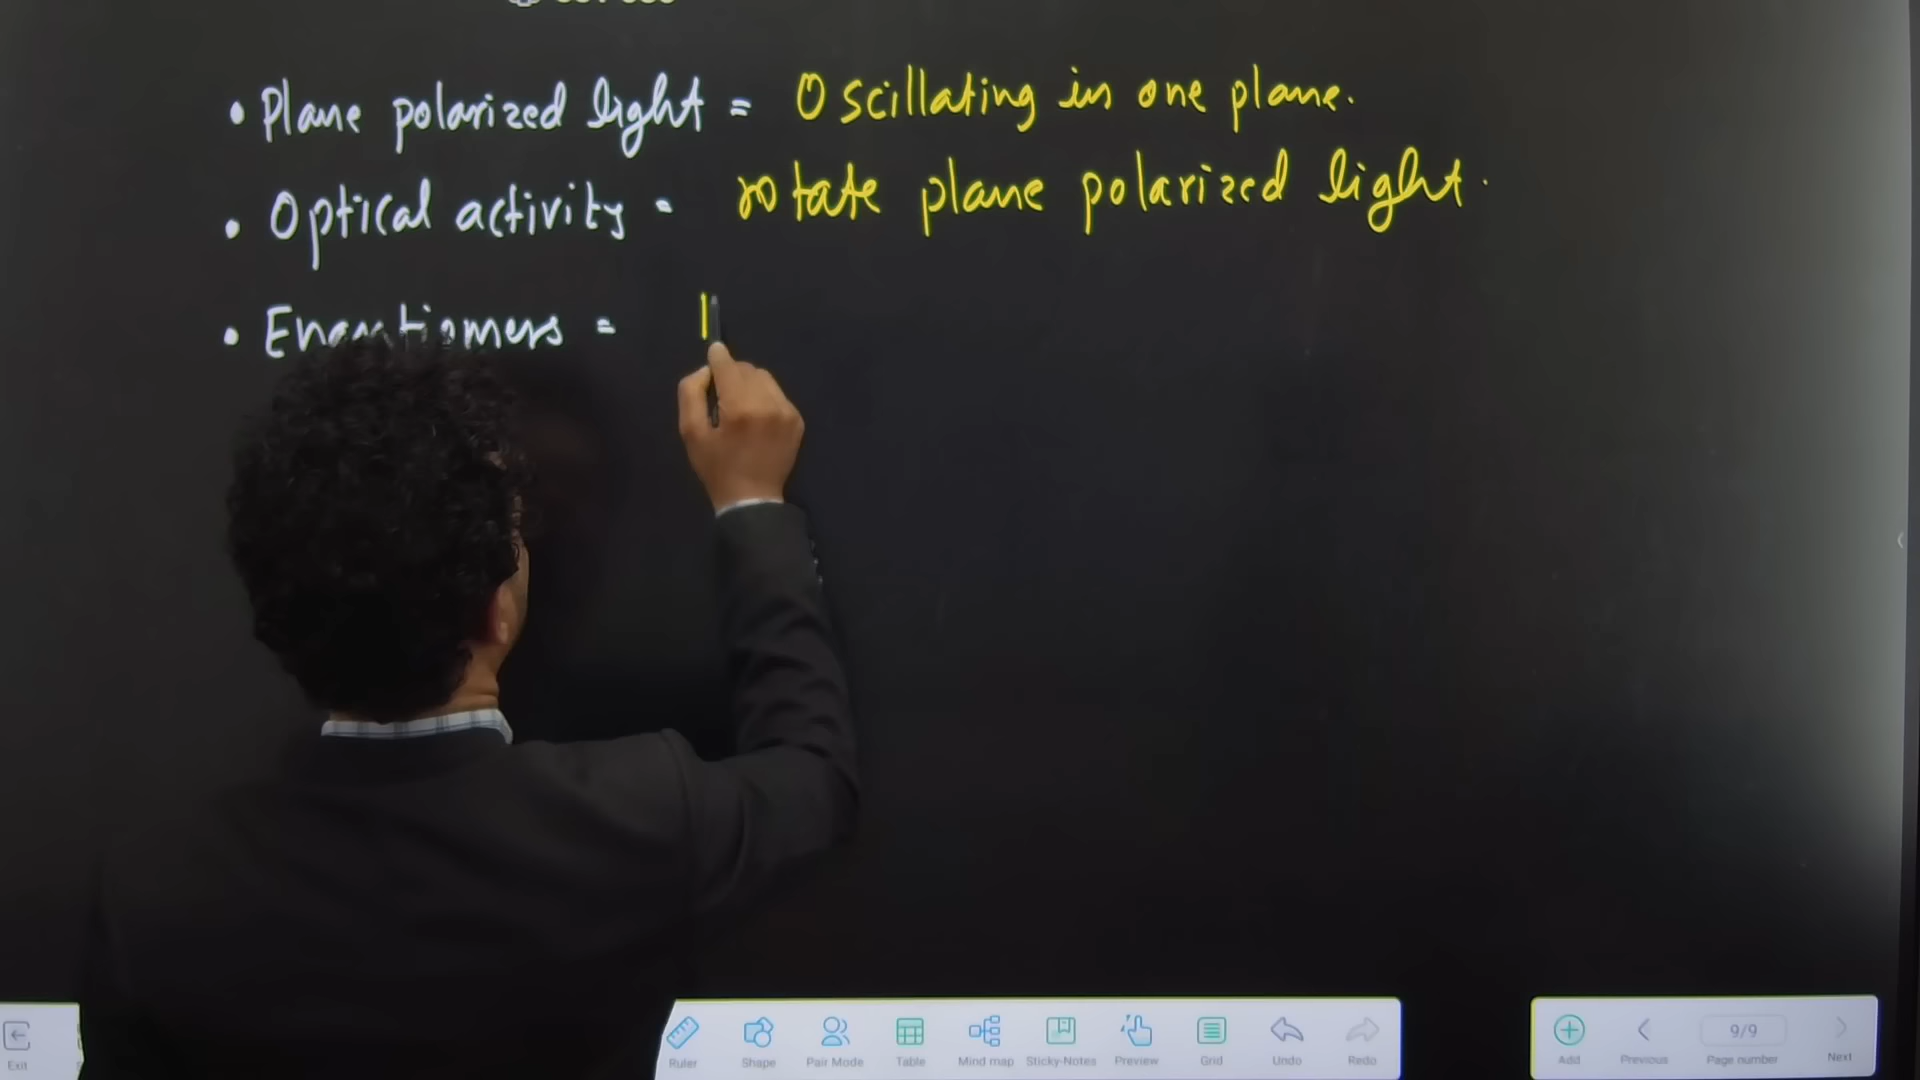 • Plane polarized light = Oscillating in one plane.
• Optical activity = rotate plane polarized light.
• Enantiomers =
Exit
Ruler
Shape
Pair Mode
Table
Mind map
Sticky-Notes
Preview
Grid
Undo
Redo
Add
Previous
9/9
Page number
Next